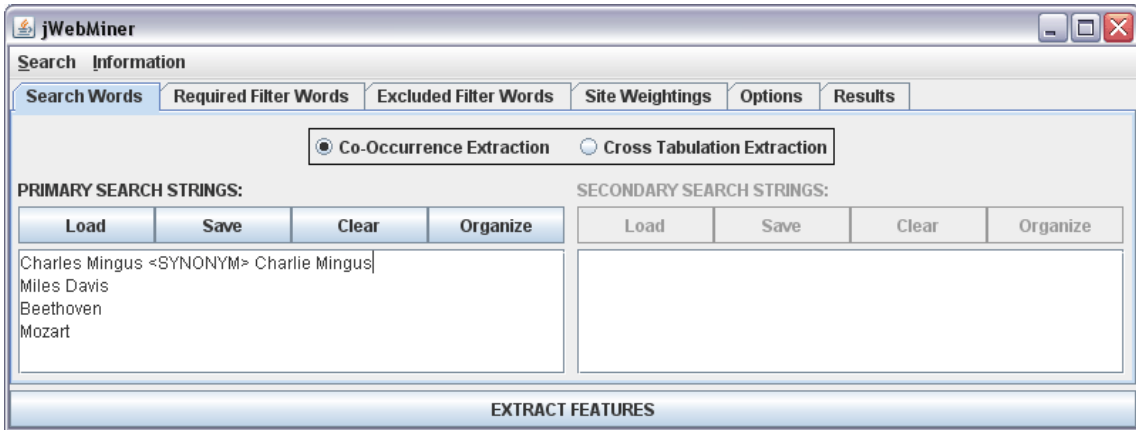 jWebMiner
Search Information
Search Words Required Filter Words Excluded Filter Words Site Weightings Options Results
Co-Occurrence Extraction Cross Tabulation Extraction
PRIMARY SEARCH STRINGS: SECONDARY SEARCH STRINGS:
Load Save Clear Organize Load Save Clear Organize
Charles Mingus <SYNONYM> Charlie Mingus
Miles Davis
Beethoven
Mozart
EXTRACT FEATURES